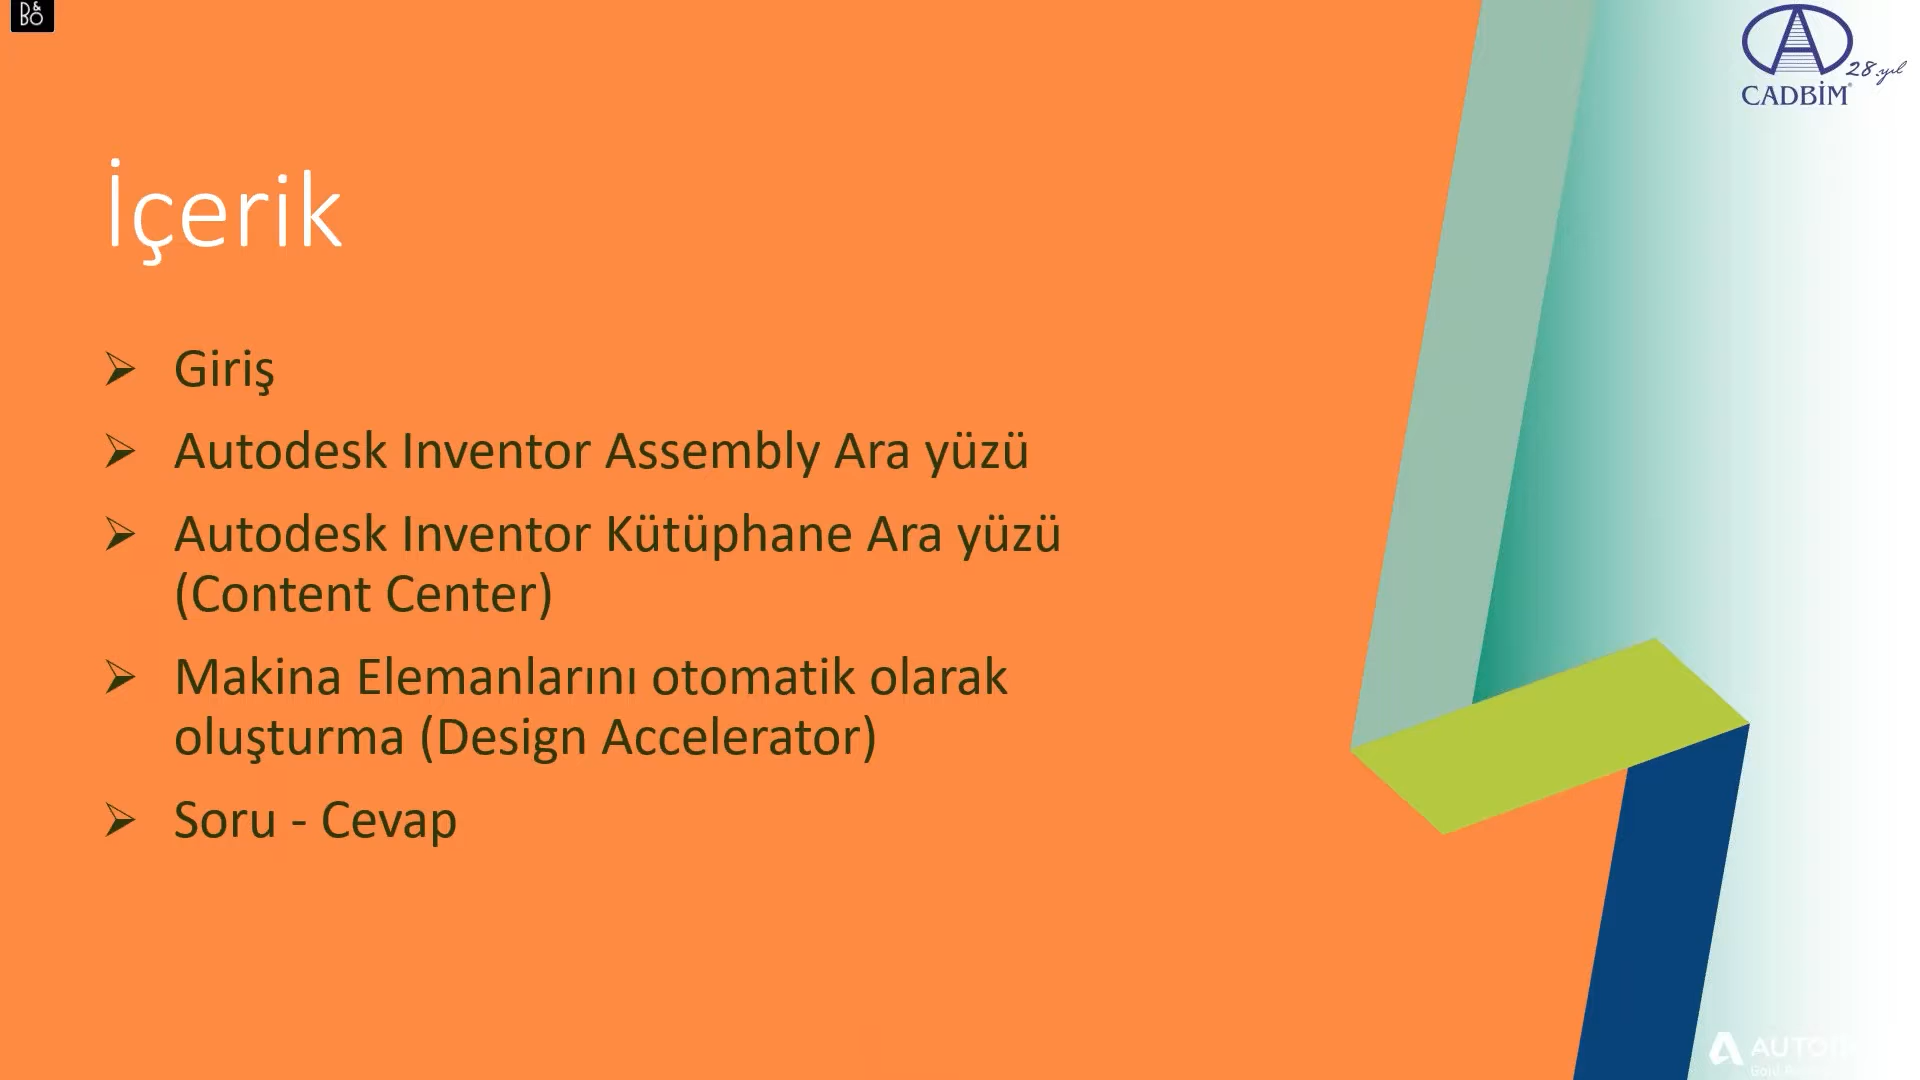 B&
BO
28.yıl
CADBİM
İçerik
Giriş
Autodesk Inventor Assembly Ara yüzü
Autodesk Inventor Kütüphane Ara yüzü
(Content Center)
Makina Elemanlarını otomatik olarak
oluşturma (Design Accelerator)
Soru - Cevap